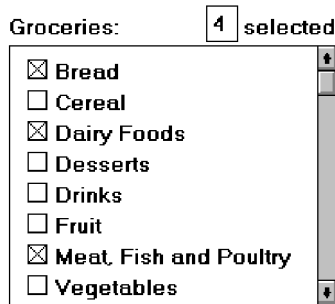 Groceries: 4 selected
Bread
Cereal
Dairy Foods
Desserts
Drinks
Fruit
Meat, Fish and Poultry
Vegetables